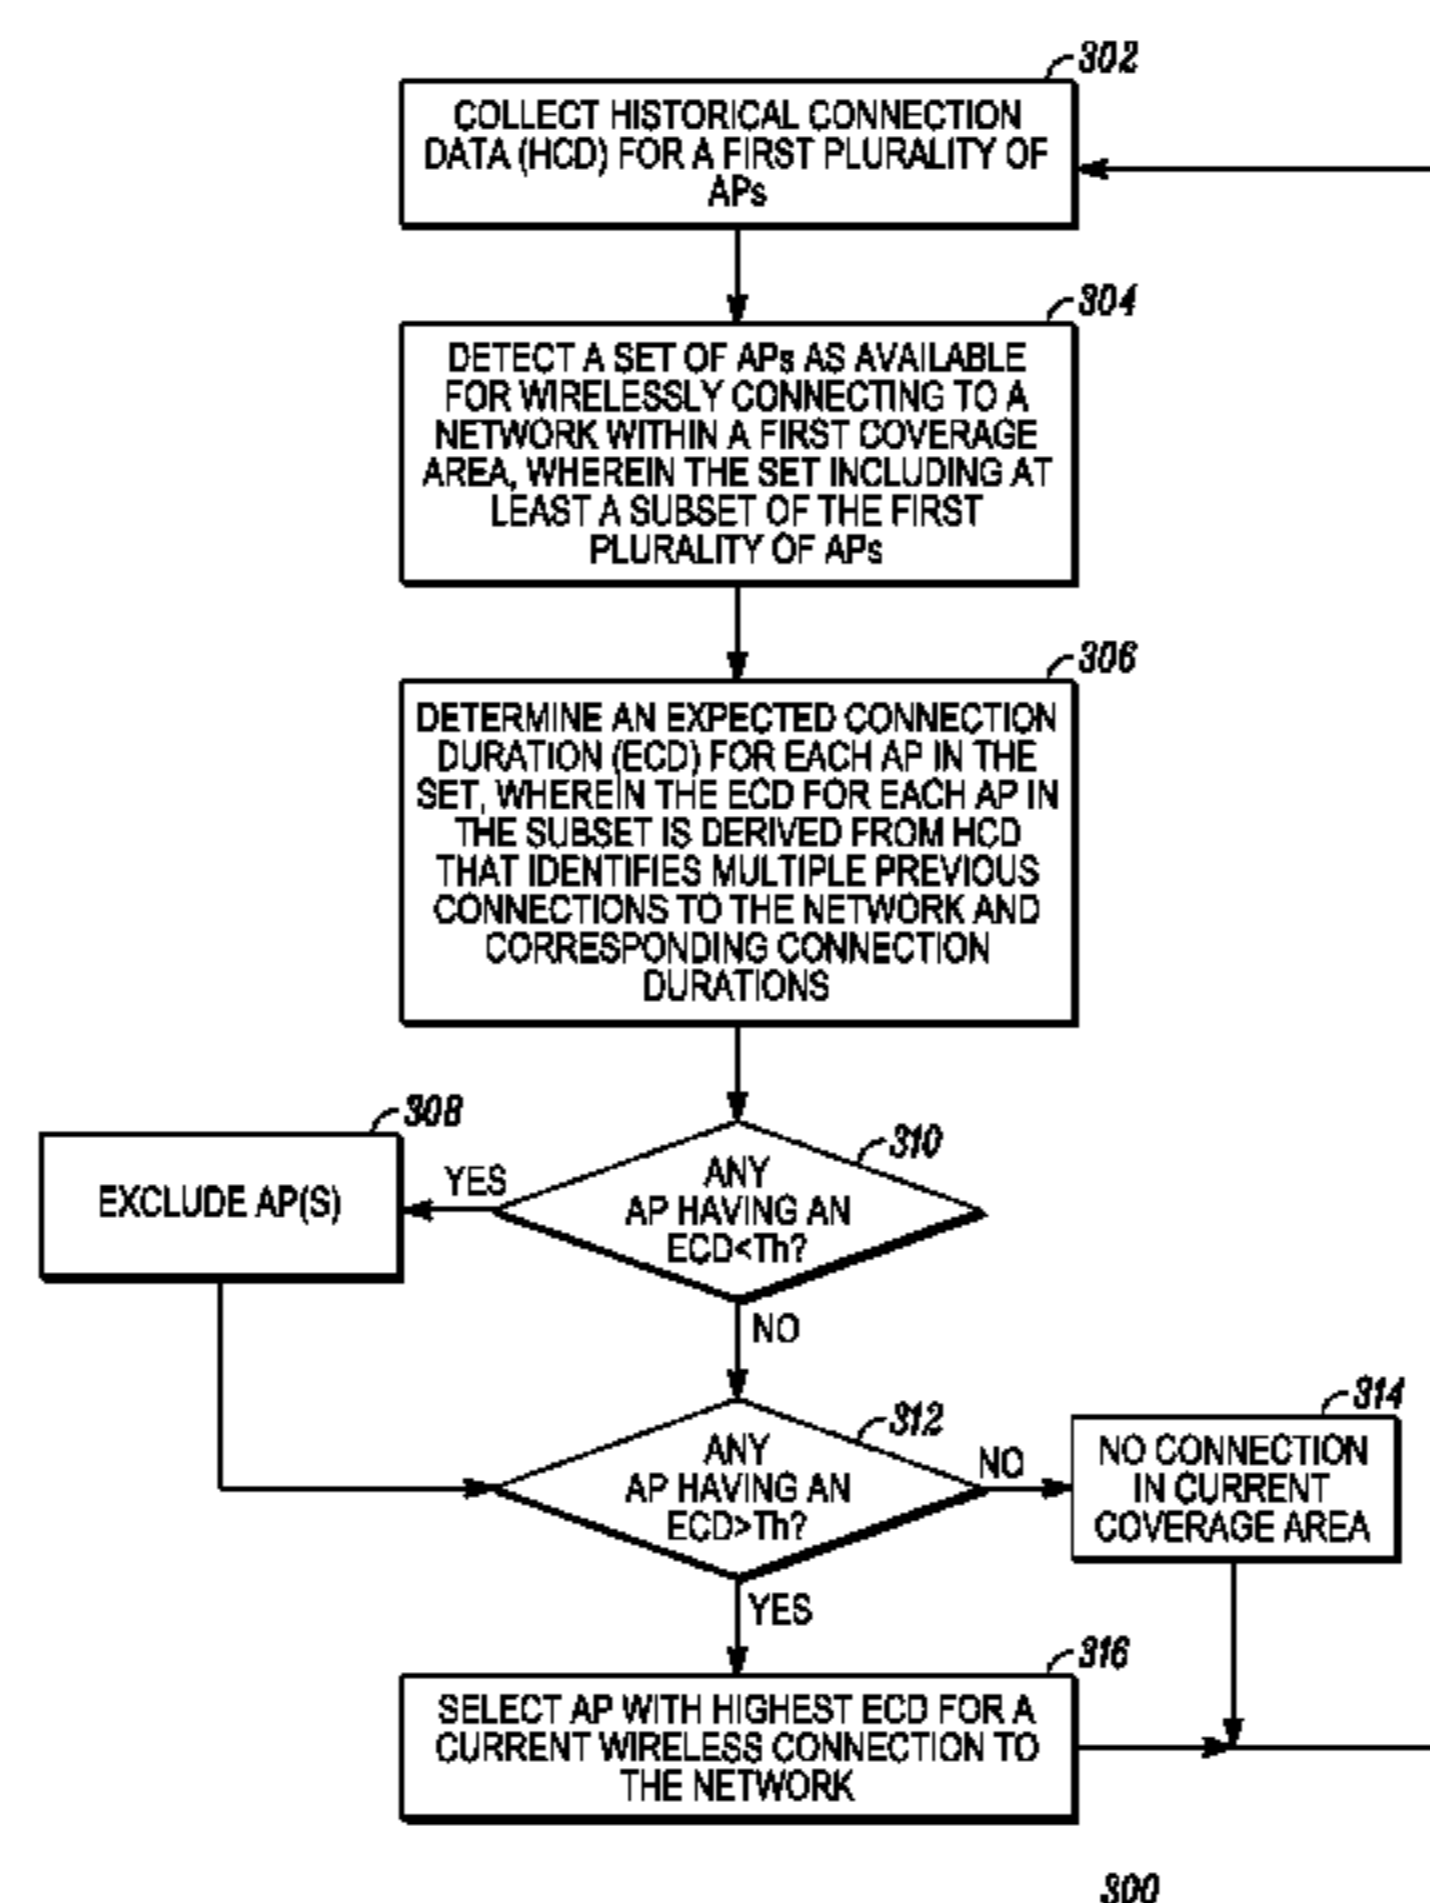 302
COLLECT HISTORICAL CONNECTION
DATA (HCD) FOR A FIRST PLURALITY OF
APs
304
DETECT A SET OF APs AS AVAILABLE
FOR WIRELESSLY CONNECTING TO A
NETWORK WITHIN A FIRST COVERAGE
AREA, WHEREIN THE SET INCLUDING AT
LEAST A SUBSET OF THE FIRST
PLURALITY OF APs
306
DETERMINE AN EXPECTED CONNECTION
DURATION (ECD) FOR EACH AP IN THE
SET, WHEREIN THE ECD FOR EACH AP IN
THE SUBSET IS DERIVED FROM HCD
THAT IDENTIFIES MULTIPLE PREVIOUS
CONNECTIONS TO THE NETWORK AND
CORRESPONDING CONNECTION
DURATIONS
308
EXCLUDE AP(S)
YES
310
ANY
AP HAVING AN
ECD<Th?
NO
312
ANY
AP HAVING AN
ECD>Th?
NO
314
NO CONNECTION
IN CURRENT
COVERAGE AREA
YES
316
SELECT AP WITH HIGHEST ECD FOR A
CURRENT WIRELESS CONNECTION TO
THE NETWORK
300